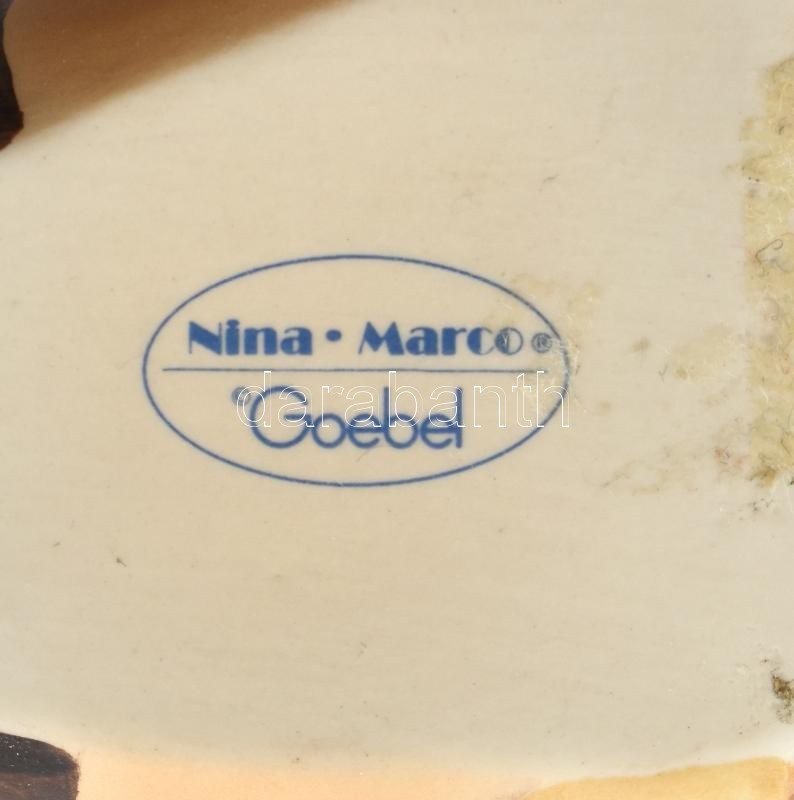 Nina • Marco®
Goebel
darabanth